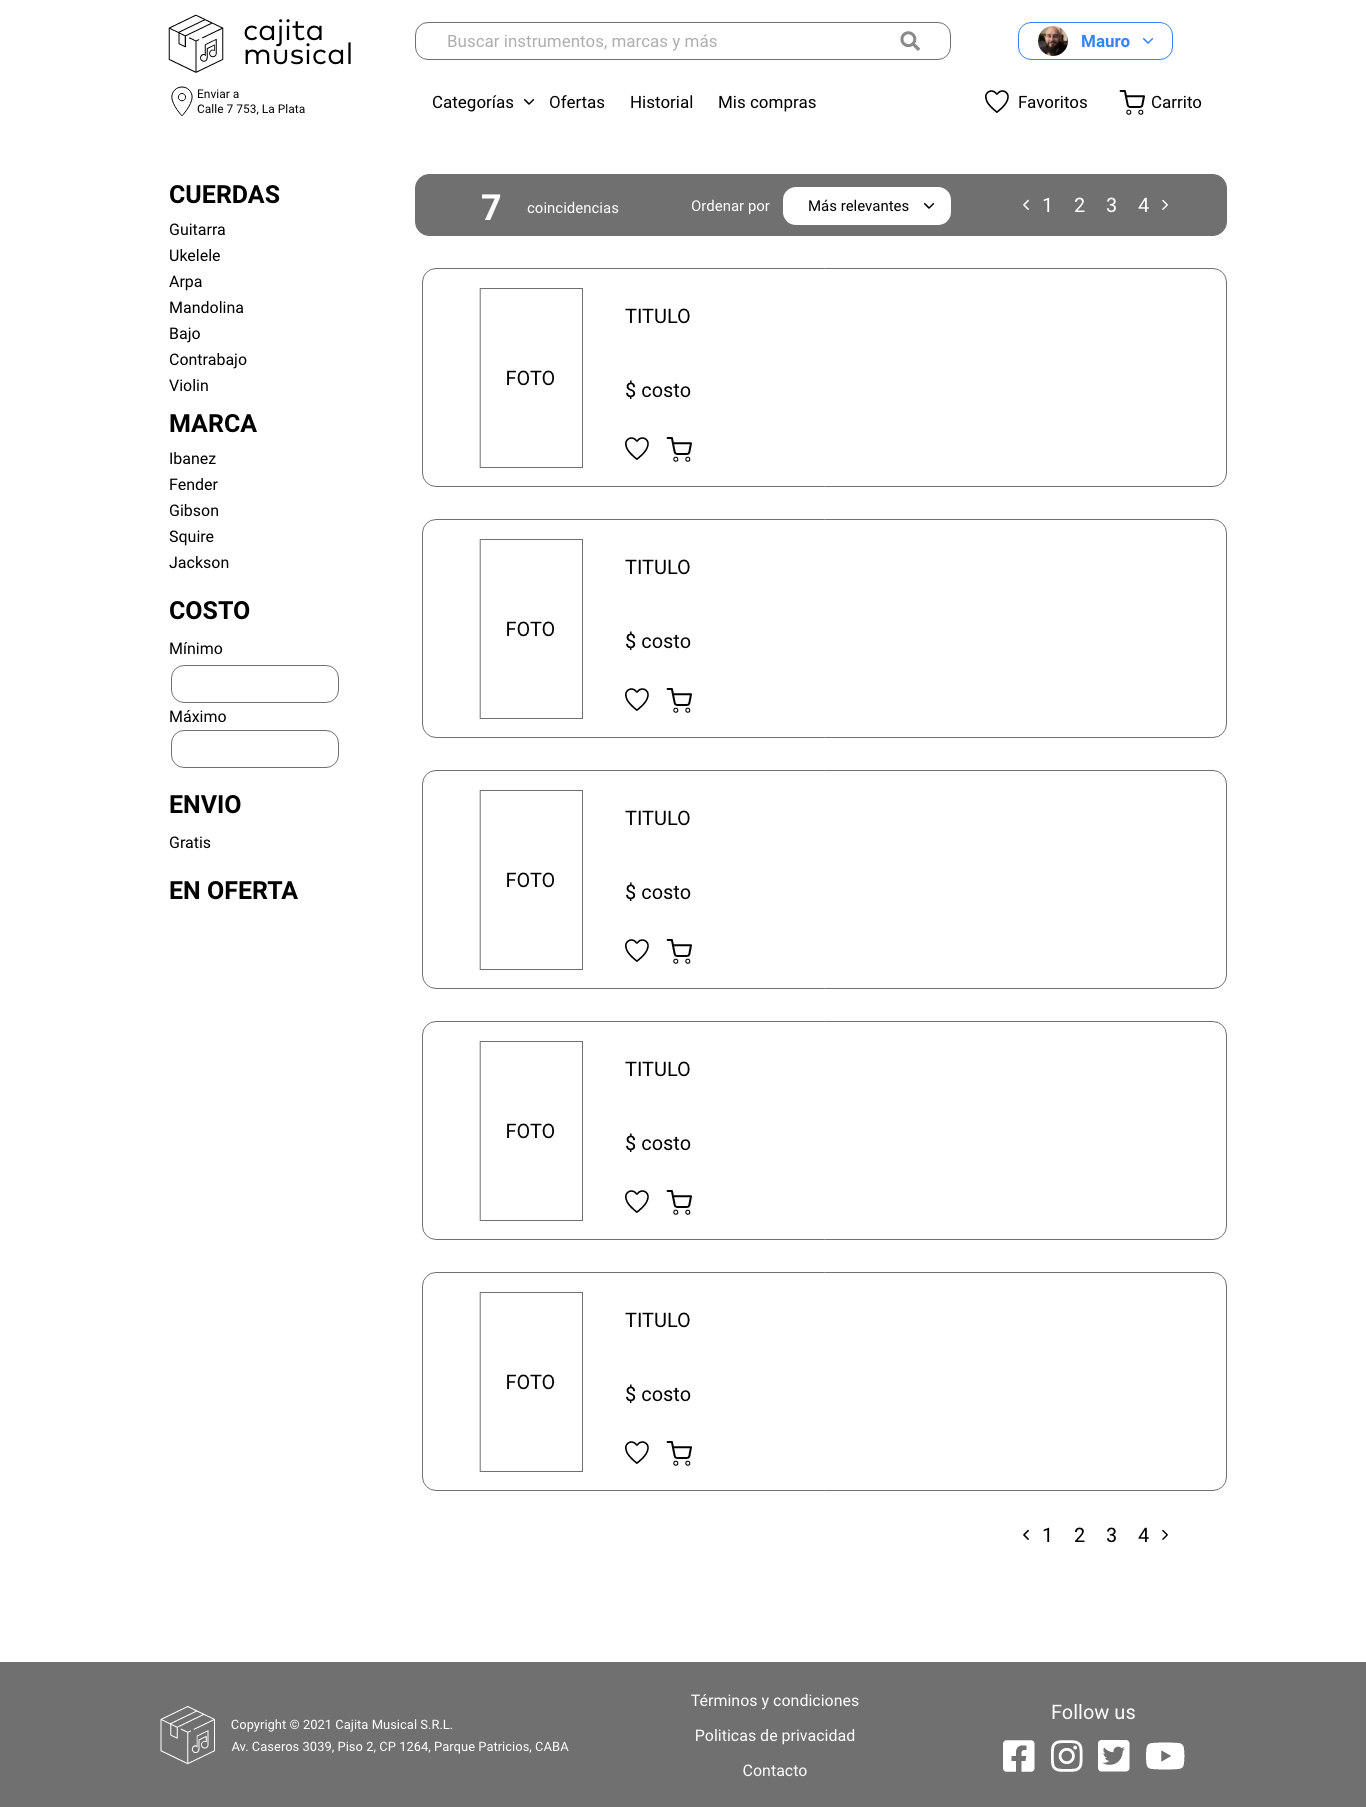 cajita
musical
Buscar instrumentos, marcas y más
Mauro
Enviar a
Calle 7 753, La Plata
Categorías Ofertas Historial Mis compras Favoritos Carrito
CUERDAS
Guitarra
Ukelele
Arpa
Mandolina
Bajo
Contrabajo
Violin
MARCA
Ibanez
Fender
Gibson
Squire
Jackson
COSTO
Mínimo
Máximo
ENVIO
Gratis
EN OFERTA
7 coincidencias Ordenar por Más relevantes 1 2 3 4
TITULO
FOTO
$ costo
TITULO
FOTO
$ costo
TITULO
FOTO
$ costo
TITULO
FOTO
$ costo
TITULO
FOTO
$ costo
1 2 3 4
Copyright © 2021 Cajita Musical S.R.L.
Av. Caseros 3039, Piso 2, CP 1264, Parque Patricios, CABA
Términos y condiciones
Politicas de privacidad
Contacto
Follow us